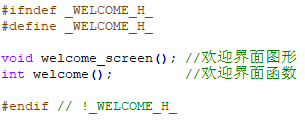 #ifndef _WELCOME_H_
#define _WELCOME_H_
void welcome_screen(); //欢迎界面图形
int welcome();         //欢迎界面函数
#endif // !_WELCOME_H_